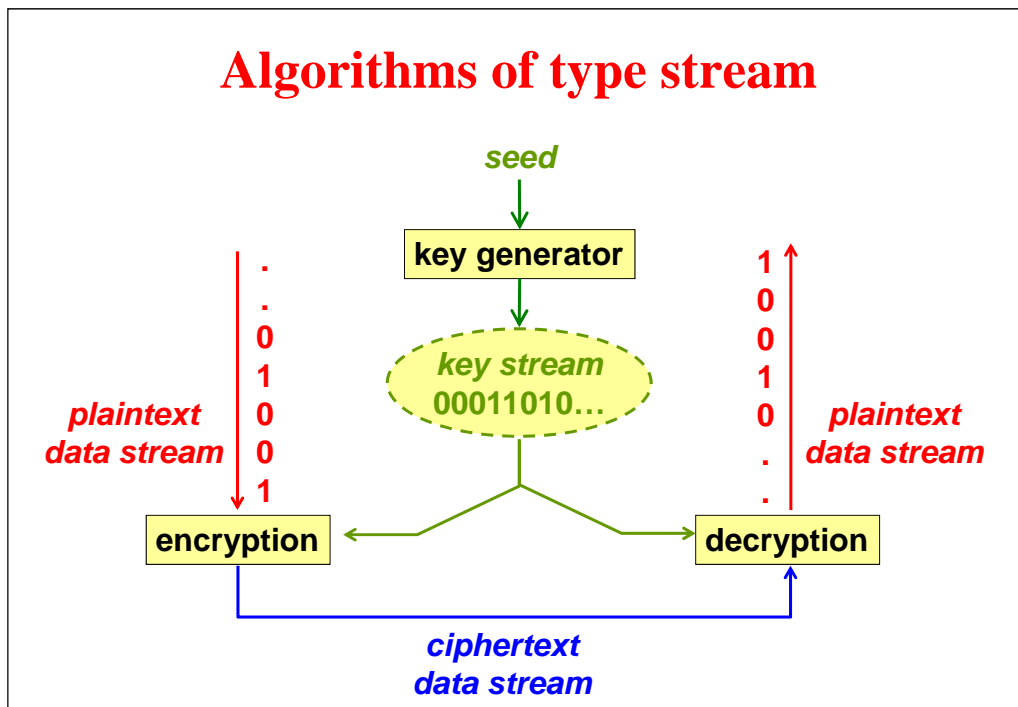 Algorithms of type stream
seed
key generator
key stream
00011010…
.
.
0
1
0
0
1
plaintext
data stream
1
0
0
1
0
.
.
plaintext
data stream
encryption
decryption
ciphertext
data stream